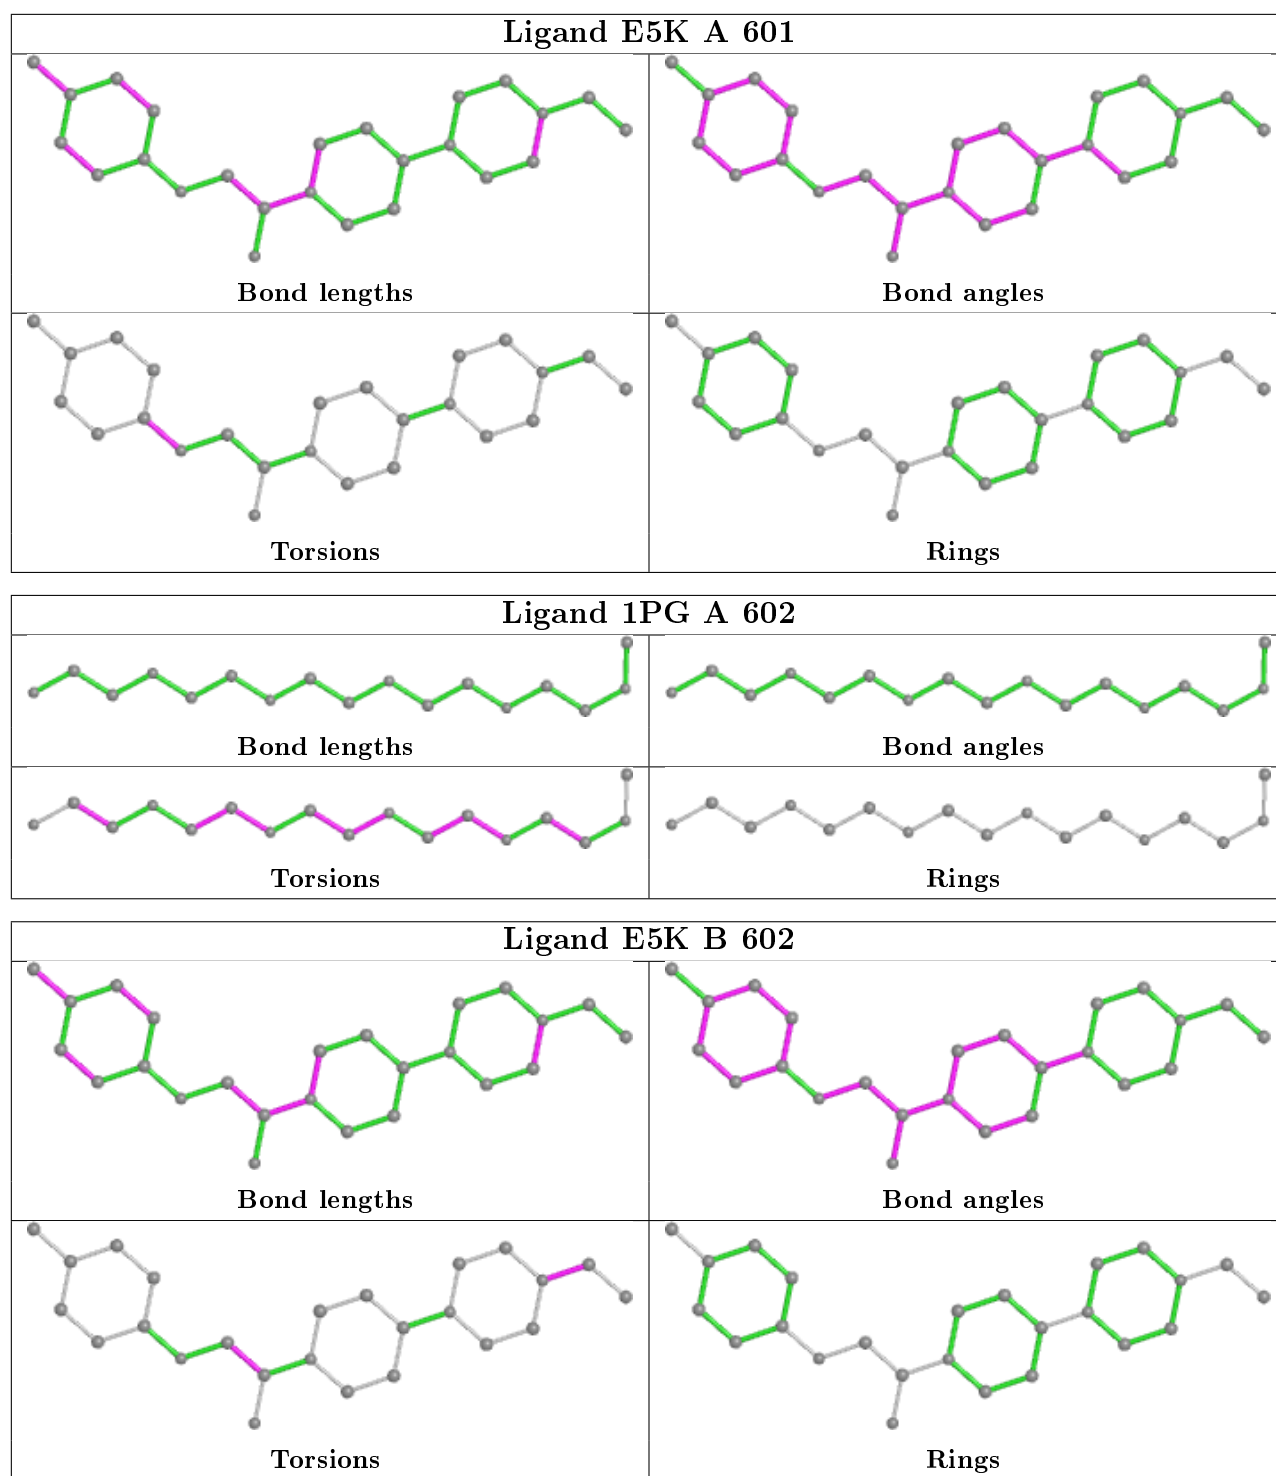 Ligand E5K A 601
Bond lengths
Bond angles
Torsions
Rings
Ligand 1PG A 602
Bond lengths
Bond angles
Torsions
Rings
Ligand E5K B 602
Bond lengths
Bond angles
Torsions
Rings